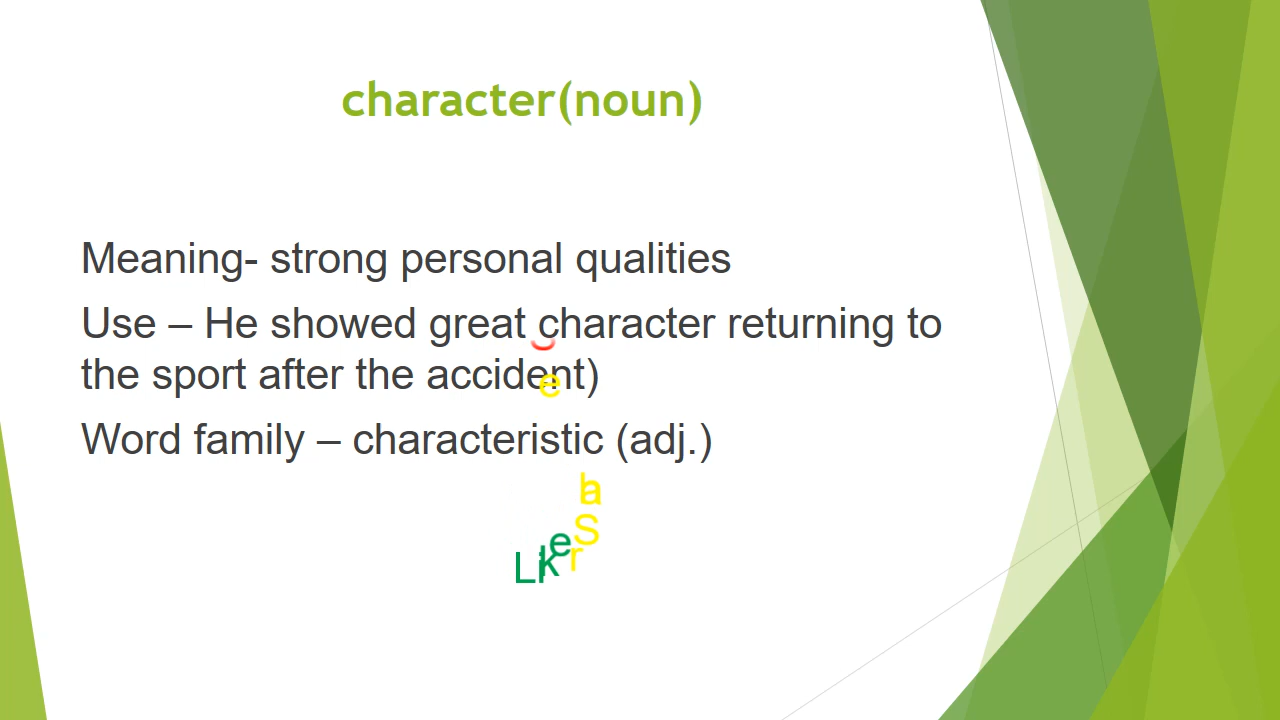 character(noun)
Meaning- strong personal qualities
Use – He showed great character returning to
the sport after the accident)
Word family – characteristic (adj.)